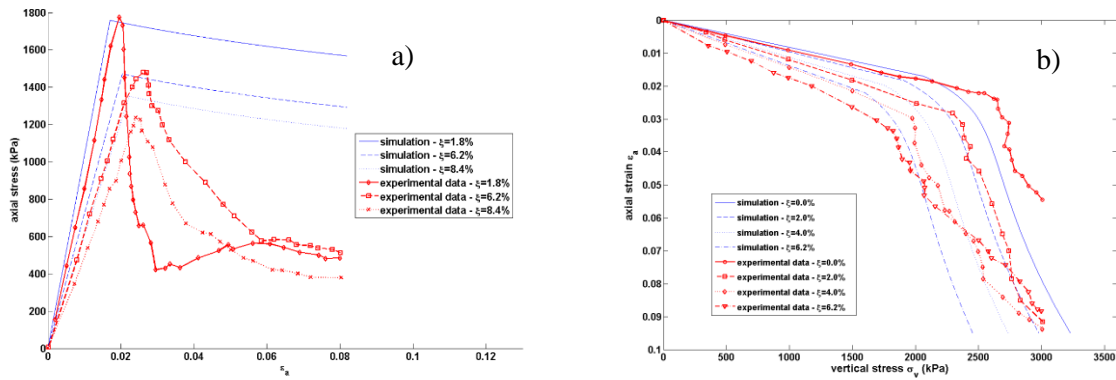 1800
1600
1400
1200
1000
800
600
400
200
0
axial stress (kPa)
0
0.02
0.04
0.06
0.08
0.1
0.12
εa
a)
simulation - ξ=1.8%
simulation - ξ=6.2%
simulation - ξ=8.4%
experimental data - ξ=1.8%
experimental data - ξ=6.2%
experimental data - ξ=8.4%
0
0.01
0.02
0.03
0.04
0.05
0.06
0.07
0.08
0.09
0.1
axial strain εa
0
500
1000
1500
2000
2500
3000
3500
vertical stress σv (kPa)
b)
simulation - ξ=0.0%
simulation - ξ=2.0%
simulation - ξ=4.0%
simulation - ξ=6.2%
experimental data - ξ=0.0%
experimental data - ξ=2.0%
experimental data - ξ=4.0%
experimental data - ξ=6.2%